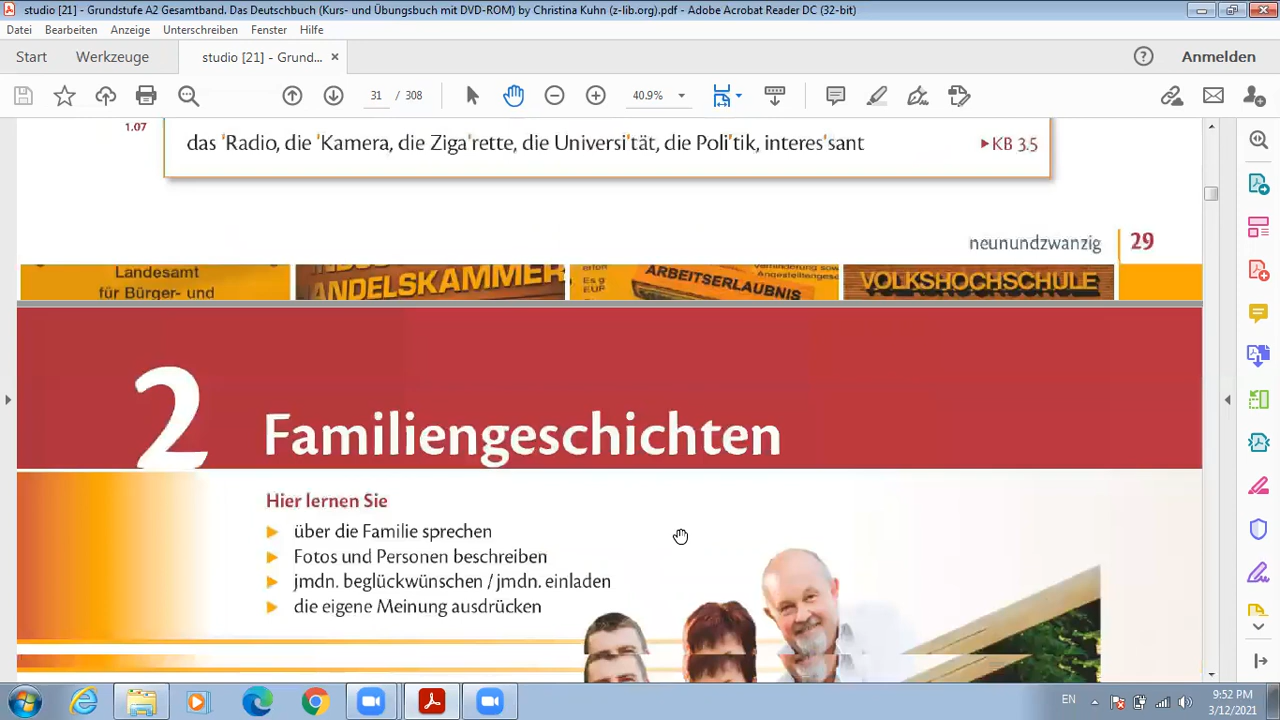 studio [21] - Grundstufe A2 Gesamtband. Das Deutschbuch (Kurs- und Übungsbuch mit DVD-ROM) by Christina Kuhn (z-lib.org).pdf - Adobe Acrobat Reader DC (32-bit)
Datei Bearbeiten Anzeige Unterschreiben Fenster Hilfe
Start Werkzeuge studio [21] - Grund... × Anmelden
31 / 308 40.9%
1.07
das 'Radio, die 'Kamera, die Ziga'rette, die Universi'tät, die Poli'tik, interes'sant ▸KB 3.5
neunundzwanzig 29
Landesamt
für Bürger- und
ANDELSKAMMER
ARBEITSERLAUBNIS
VOLKSHOCHSCHULE
2 Familiengeschichten
Hier lernen Sie
▶ über die Familie sprechen
▶ Fotos und Personen beschreiben
▶ jmdn. beglückwünschen / jmdn. einladen
▶ die eigene Meinung ausdrücken
EN 9:52 PM
3/12/2021